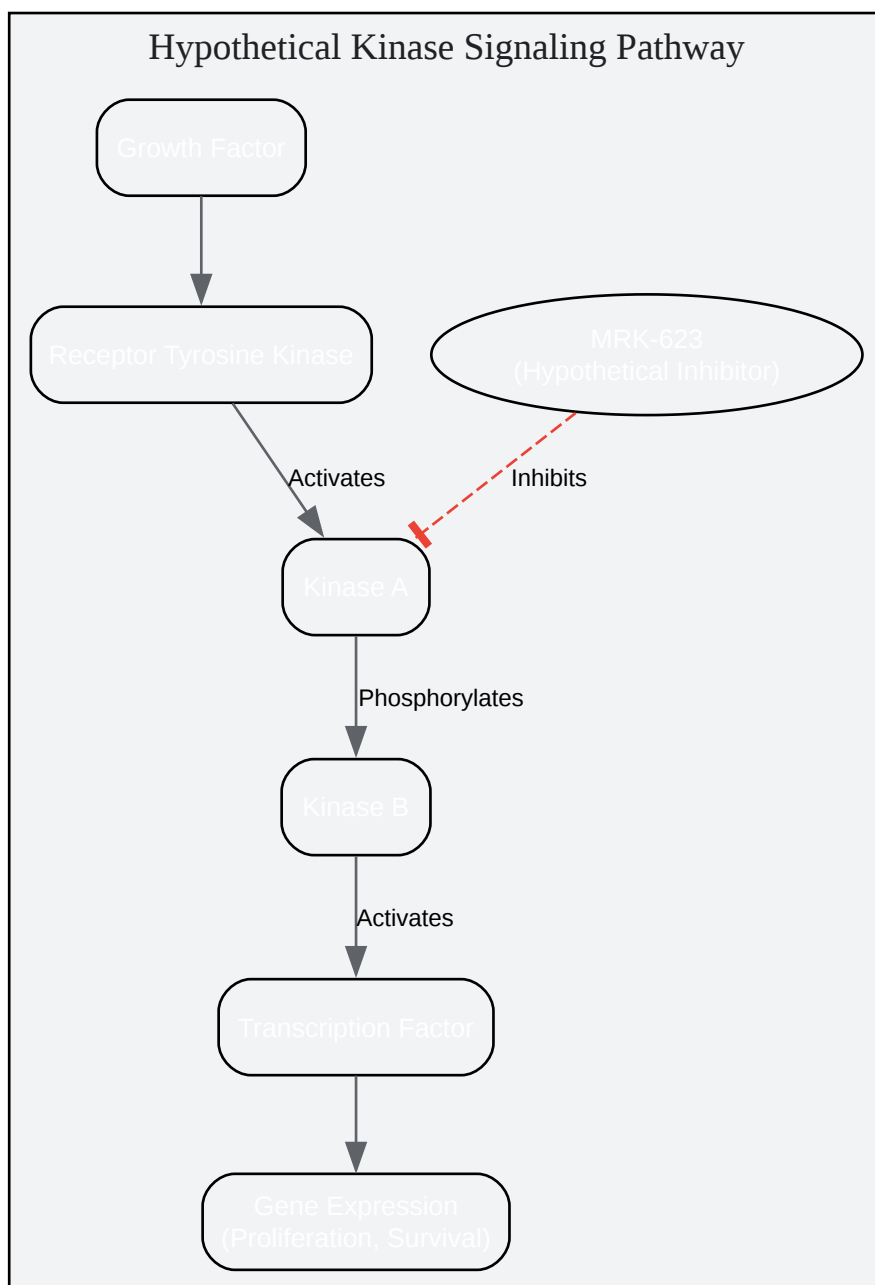 Hypothetical Kinase Signaling Pathway
Growth Factor
Receptor Tyrosine Kinase
MRK-623
(Hypothetical Inhibitor)
Activates
Inhibits
Kinase A
Phosphorylates
Kinase B
Activates
Transcription Factor
Gene Expression
(Proliferation, Survival)